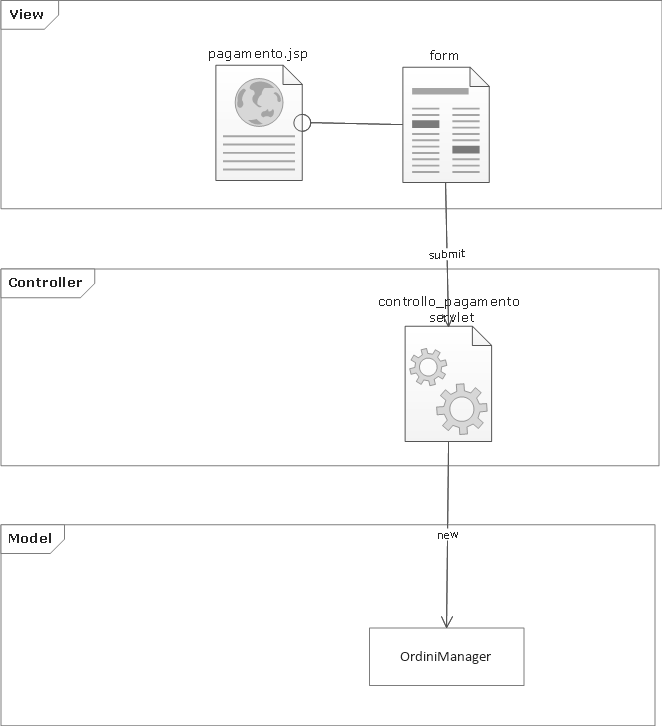 View
pagamento.jsp
form
submit
Controller
controllo_pagamento
servlet
new
Model
OrdiniManager